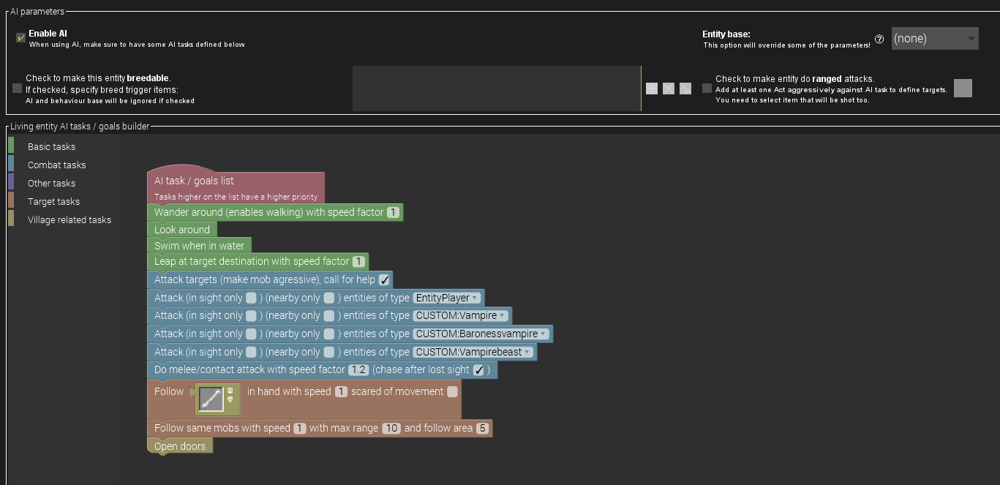 AI parameters
Enable AI
When using AI, make sure to have some AI tasks defined below
Entity base:
This option will override some of the parameters!
? (none)
Check to make this entity breedable.
If checked, specify breed trigger items:
AI and behaviour base will be ignored if checked
Check to make entity do ranged attacks.
Add at least one Act aggressively against AI task to define targets.
You need to select item that will be shot too.
Living entity AI tasks / goals builder
Basic tasks
Combat tasks
Other tasks
Target tasks
Village related tasks
AI task / goals list
Tasks higher on the list have a higher priority
Wander around (enables walking) with speed factor 1
Look around
Swim when in water
Leap at target destination with speed factor 1
Attack targets (make mob agressive), call for help
Attack (in sight only ) (nearby only ) entities of type EntityPlayer
Attack (in sight only ) (nearby only ) entities of type CUSTOM:Vampire
Attack (in sight only ) (nearby only ) entities of type CUSTOM:Baronessvampire
Attack (in sight only ) (nearby only ) entities of type CUSTOM:Vampirebeast
Do melee/contact attack with speed factor 1.2 (chase after lost sight )
Follow in hand with speed 1 scared of movement
Follow same mobs with speed 1 with max range 10 and follow area 5
Open doors